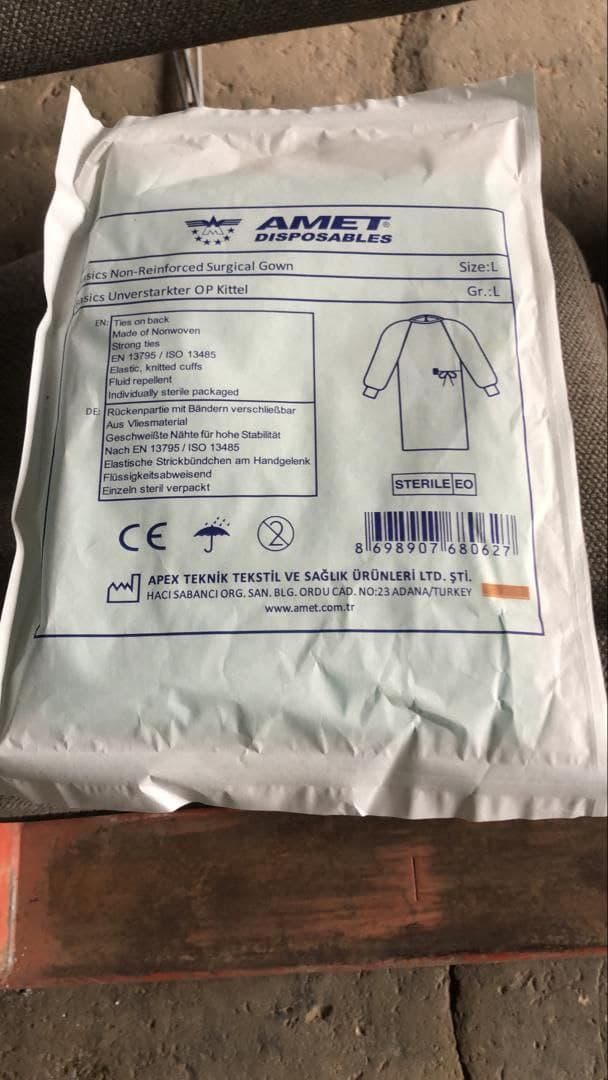 AMET®
DISPOSABLES
sics Non-Reinforced Surgical Gown Size:L
asics Unverstarkter OP Kittel Gr.:L
EN: Ties on back
Made of Nonwoven
Strong ties
EN 13795 / ISO 13485
Elastic, knitted cuffs
Fluid repellent
Individually sterile packaged
DE: Rückenpartie mit Bändern verschließbar
Aus Vliesmaterial
Geschweißte Nähte für hohe Stabilität
Nach EN 13795 / ISO 13485
Elastische Strickbündchen am Handgelenk
Flüssigkeitsabweisend
Einzeln steril verpackt
STERILE EO
CE
2
8 698907 680627
APEX TEKNİK TEKSTİL VE SAĞLIK ÜRÜNLERİ LTD. ŞTİ.
HACI SABANCI ORG. SAN. BLG. ORDU CAD. NO:23 ADANA/TURKEY
www.amet.com.tr